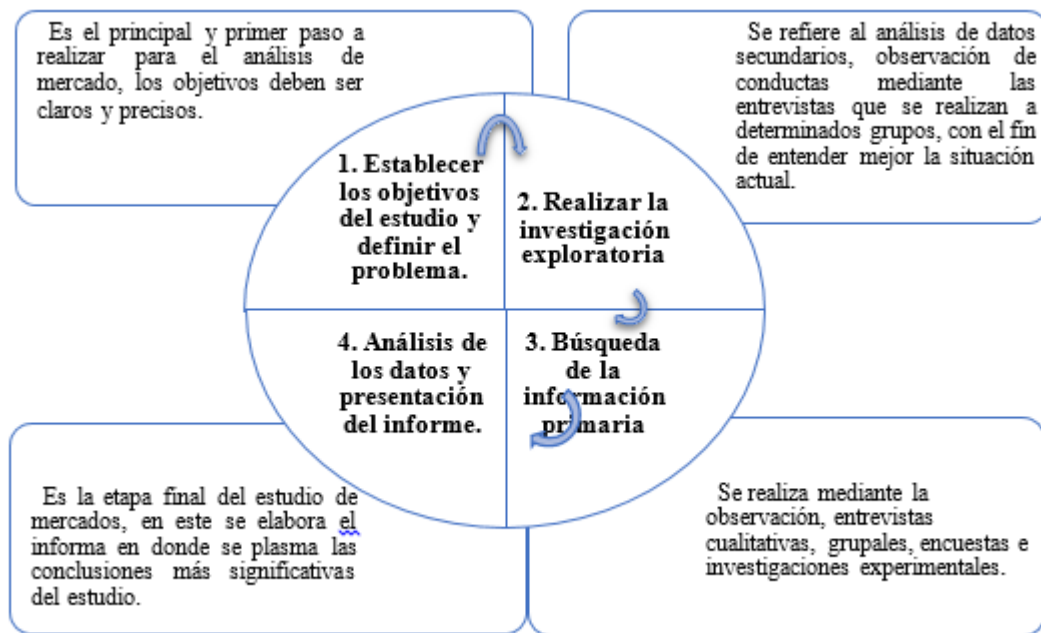 Es el principal y primer paso a
realizar para el análisis de
mercado, los objetivos deben ser
claros y precisos.
Se refiere al análisis de datos
secundarios, observación de
conductas mediante las
entrevistas que se realizan a
determinados grupos, con el fin
de entender mejor la situación
actual.
1. Establecer
los objetivos
del estudio y
definir el
problema.
2. Realizar la
investigación
exploratoria
4. Análisis de
los datos y
presentación
del informe.
3. Búsqueda
de la
información
primaria
Es la etapa final del estudio de
mercados, en este se elabora el
informa en donde se plasma las
conclusiones más significativas
del estudio.
Se realiza mediante la
observación, entrevistas
cualitativas, grupales, encuestas e
investigaciones experimentales.